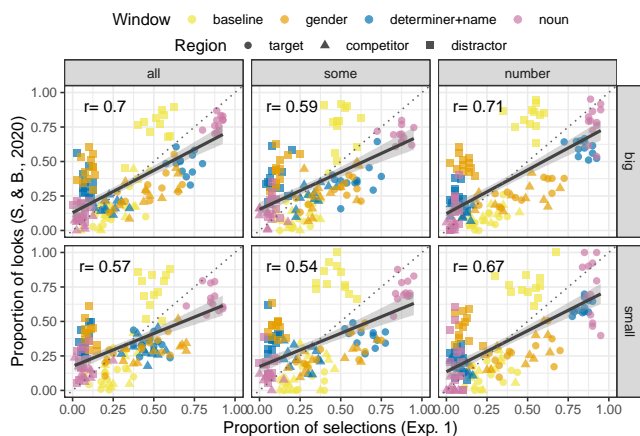 Window baseline gender determiner+name noun
Region target competitor distractor
all some number
1.00 0.75 0.50 0.25 0.00
r= 0.7 r= 0.59 r= 0.71
big
1.00 0.75 0.50 0.25 0.00
r= 0.57 r= 0.54 r= 0.67
small
0.00 0.25 0.50 0.75 1.00 0.00 0.25 0.50 0.75 1.00 0.00 0.25 0.50 0.75 1.00
Proportion of looks (S. & B., 2020)
Proportion of selections (Exp. 1)